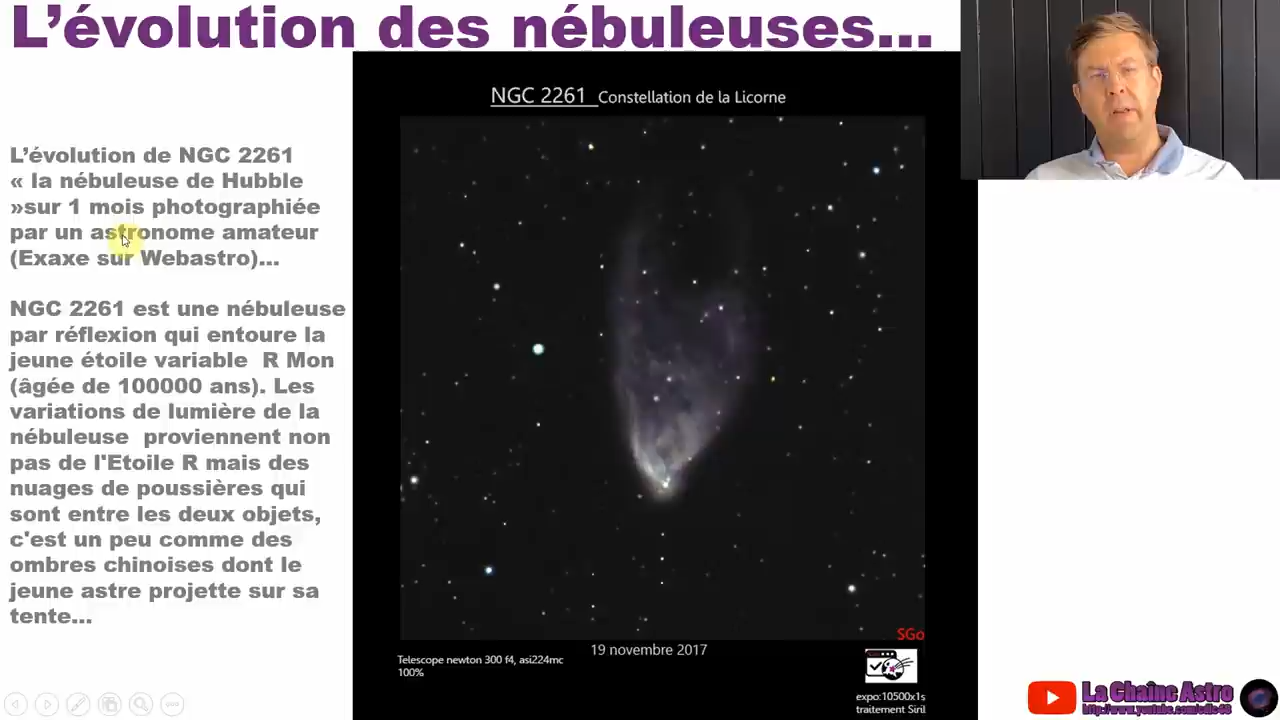 L'évolution des nébuleuses...
NGC 2261 Constellation de la Licorne
L'évolution de NGC 2261
« la nébuleuse de Hubble
»sur 1 mois photographiée
par un astronome amateur
(Exaxe sur Webastro)...
NGC 2261 est une nébuleuse
par réflexion qui entoure la
jeune étoile variable R Mon
(âgée de 100000 ans). Les
variations de lumière de la
nébuleuse proviennent non
pas de l'Etoile R mais des
nuages de poussières qui
sont entre les deux objets,
c'est un peu comme des
ombres chinoises dont le
jeune astre projette sur sa
tente...
SGo
19 novembre 2017
Telescope newton 300 f4, asi224mc
100%
expo:10500x1s
traitement Siril
La Chaîne Astro